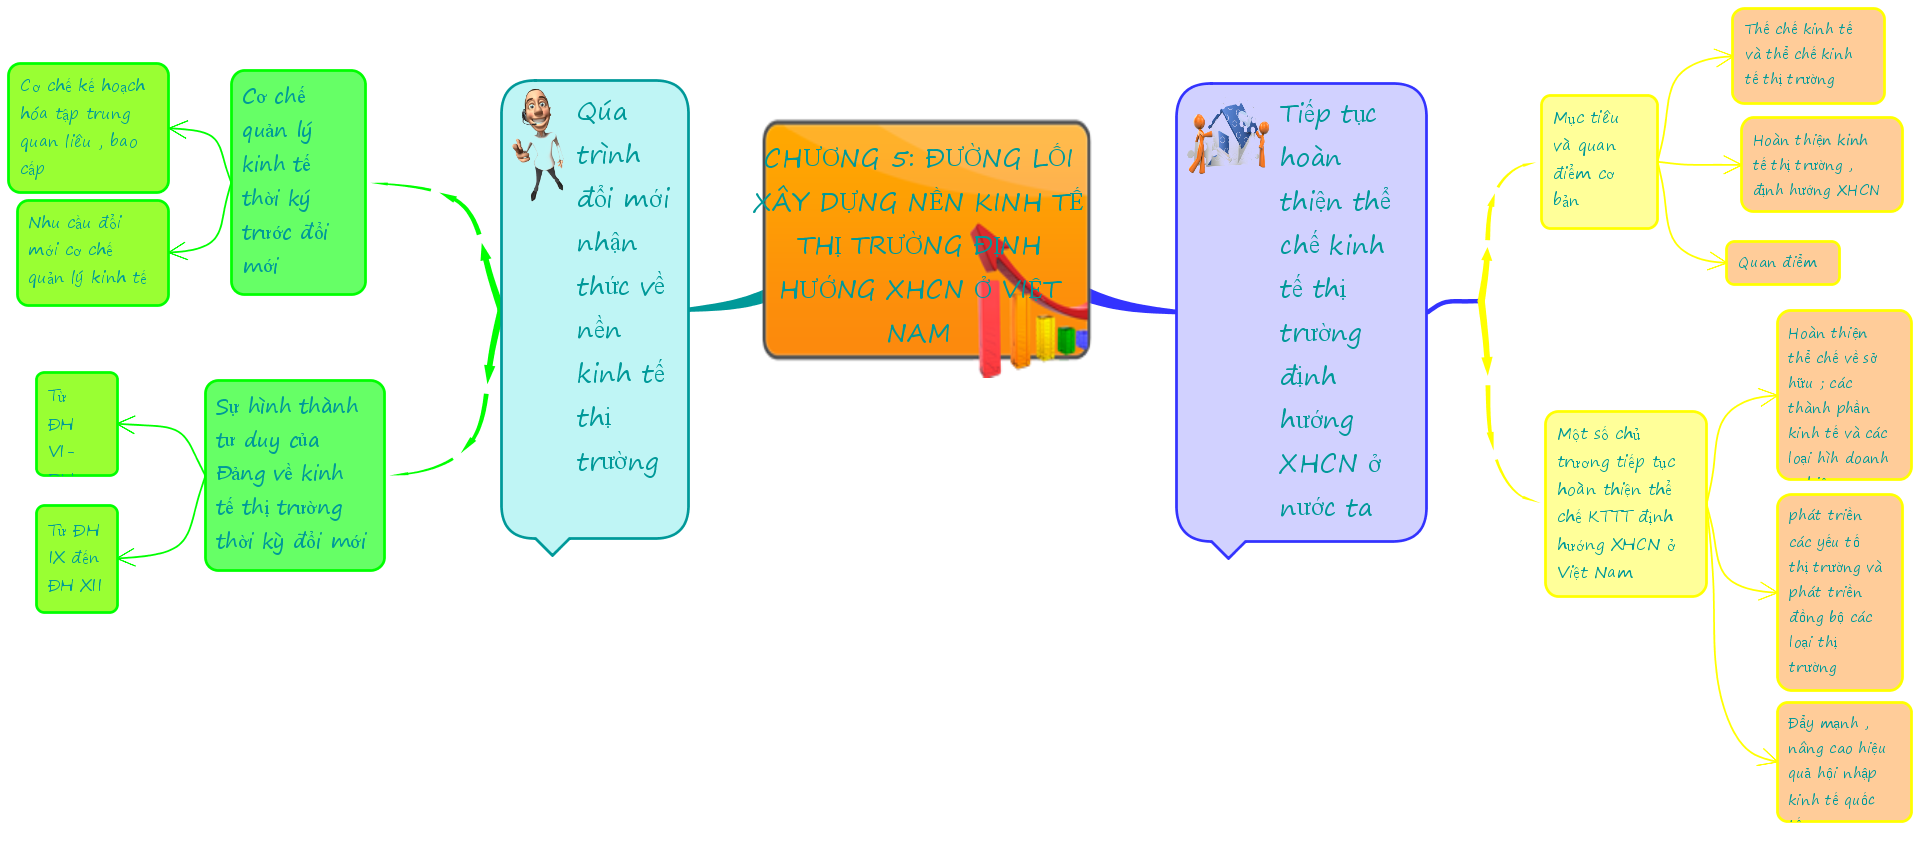 CHƯƠNG 5: ĐƯỜNG LỐI
XÂY DỰNG NỀN KINH TẾ
THỊ TRƯỜNG ĐỊNH
HƯỚNG XHCN Ở VIỆT
NAM
Qúa
trình
đổi mới
nhận
thức về
nền
kinh tế
thị
trường
Cơ chế
quản lý
kinh tế
thời kỳ
trước đổi
mới
Cơ chế kế hoạch
hóa tập trung
quan liêu , bao
cấp
Nhu cầu đổi
mới cơ chế
quản lý kinh tế
Sự hình thành
tư duy của
Đảng về kinh
tế thị trường
thời kỳ đổi mới
Từ
ĐH
VI -
Từ ĐH
IX đến
ĐH XII
Tiếp tục
hoàn
thiện thể
chế kinh
tế thị
trường
định
hướng
XHCN ở
nước ta
Mục tiêu
và quan
điểm cơ
bản
Thể chế kinh tế
và thể chế kinh
tế thị trường
Hoàn thiện kinh
tế thị trường ,
định hướng XHCN
Quan điểm
Một số chủ
trương tiếp tục
hoàn thiện thể
chế KTTT định
hướng XHCN ở
Việt Nam
Hoàn thiện
thể chế về sở
hữu ; các
thành phần
kinh tế và các
loại hìh doanh
phát triển
các yếu tố
thị trường và
phát triển
đồng bộ các
loại thị
trường
Đẩy mạnh ,
nâng cao hiệu
quả hội nhập
kinh tế quốc